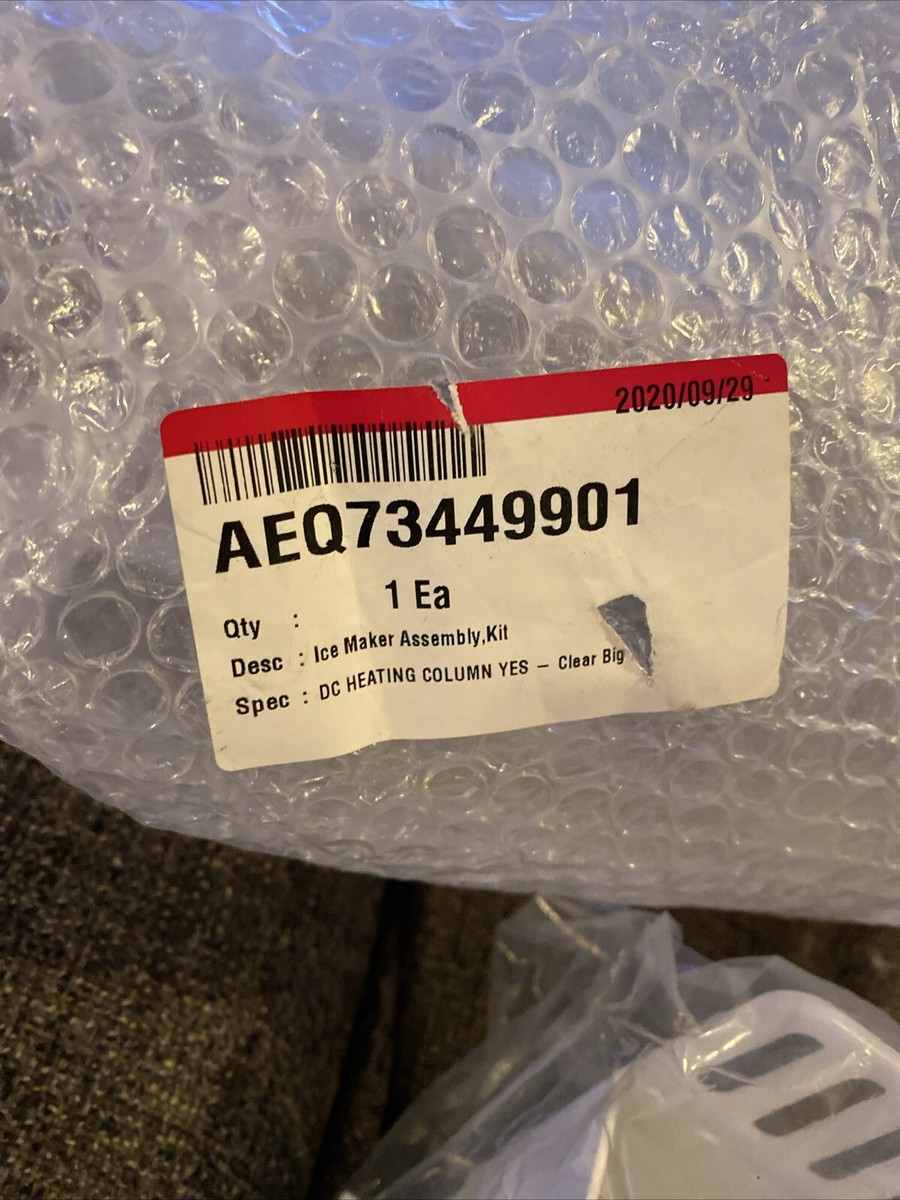 2020/09/29
AEQ73449901
Qty : 1 Ea
Desc : Ice Maker Assembly,Kit
Spec : DC HEATING COLUMN YES – Clear Big